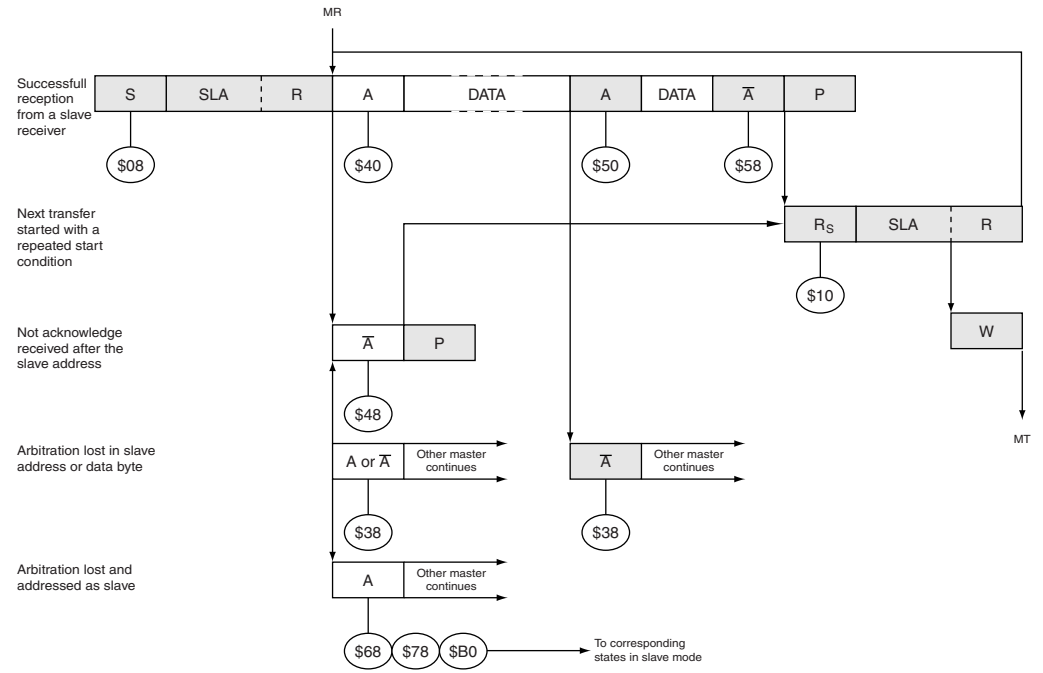 MR
Successfull
reception
from a slave
receiver
S SLA R A DATA A DATA A̅ P
$08 $40 $50 $58
Next transfer
started with a
repeated start
condition
RS SLA R
$10
Not acknowledge
received after the
slave address
A̅ P
W
$48
MT
Arbitration lost in slave
address or data byte
A or A̅
Other master
continues
A̅
Other master
continues
$38 $38
Arbitration lost and
addressed as slave
A
Other master
continues
$68 $78 $B0
To corresponding
states in slave mode